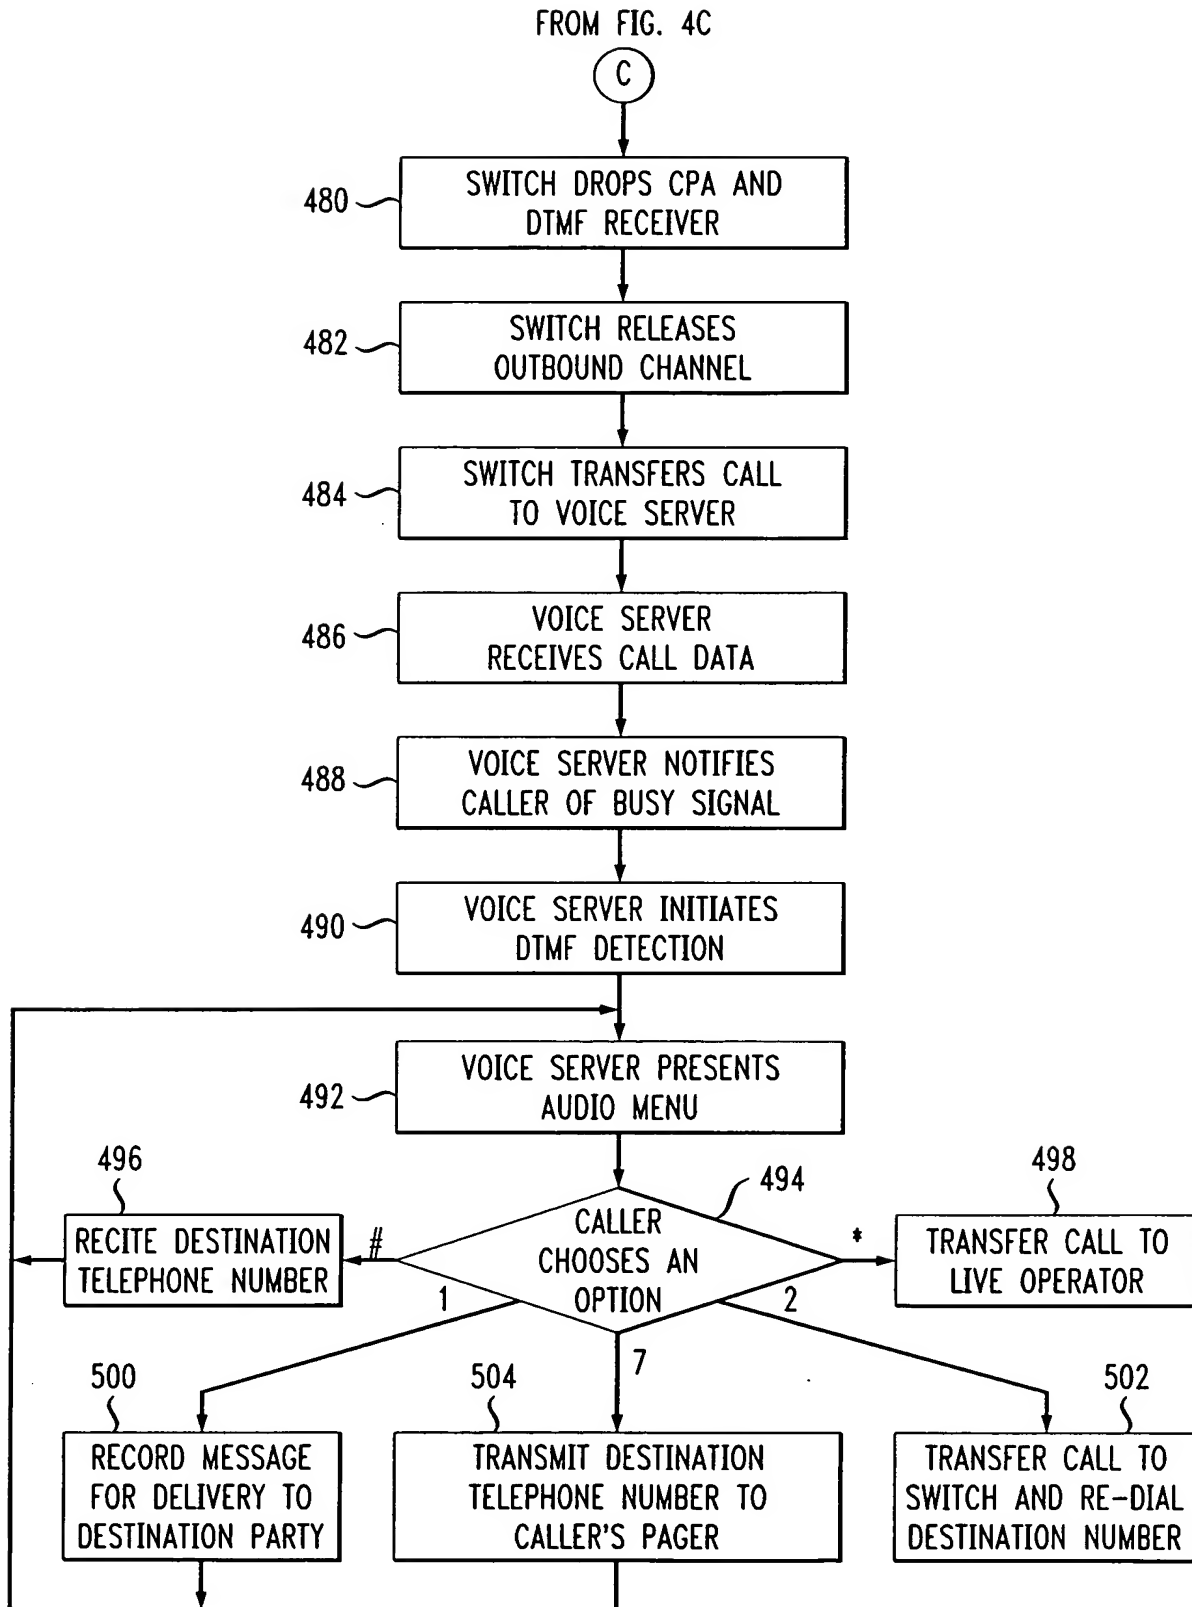 FROM FIG. 4C
C
480
SWITCH DROPS CPA AND
DTMF RECEIVER
482
SWITCH RELEASES
OUTBOUND CHANNEL
484
SWITCH TRANSFERS CALL
TO VOICE SERVER
486
VOICE SERVER
RECEIVES CALL DATA
488
VOICE SERVER NOTIFIES
CALLER OF BUSY SIGNAL
490
VOICE SERVER INITIATES
DTMF DETECTION
492
VOICE SERVER PRESENTS
AUDIO MENU
494
CALLER
CHOOSES AN
OPTION
#
496
RECITE DESTINATION
TELEPHONE NUMBER
*
498
TRANSFER CALL TO
LIVE OPERATOR
1
500
RECORD MESSAGE
FOR DELIVERY TO
DESTINATION PARTY
7
504
TRANSMIT DESTINATION
TELEPHONE NUMBER TO
CALLER'S PAGER
2
502
TRANSFER CALL TO
SWITCH AND RE-DIAL
DESTINATION NUMBER